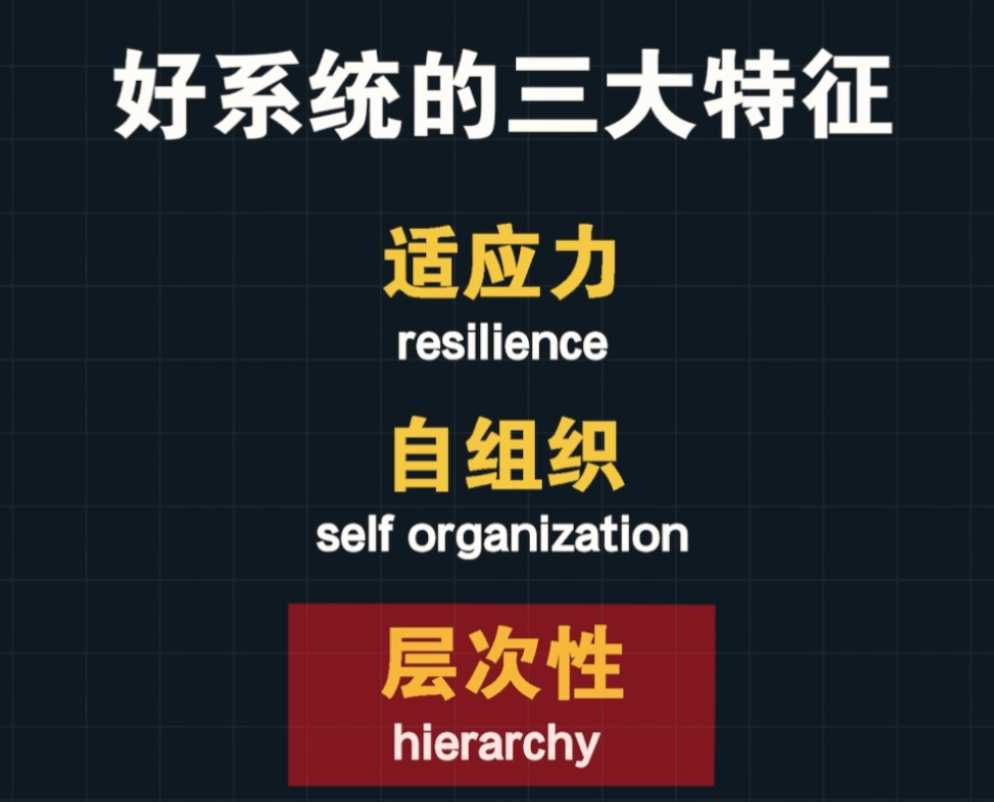 好系统的三大特征
适应力
resilience
自组织
self organization
层次性
hierarchy